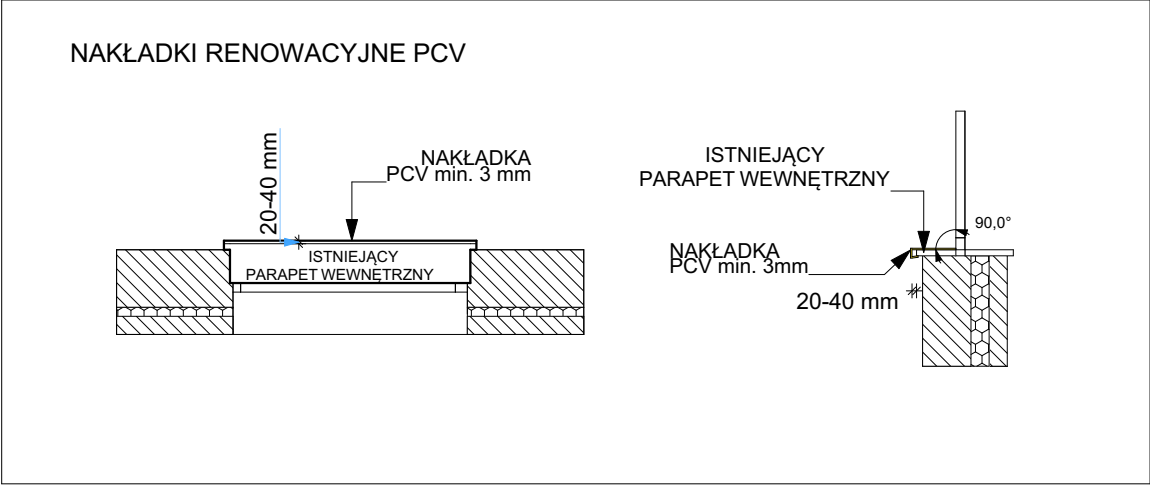 NAKŁADKI RENOWACYJNE PCV
20-40 mm
NAKŁADKA
PCV min. 3 mm
ISTNIEJĄCY
PARAPET WEWNĘTRZNY
ISTNIEJĄCY
PARAPET WEWNĘTRZNY
90,0°
NAKŁADKA
PCV min. 3mm
20-40 mm